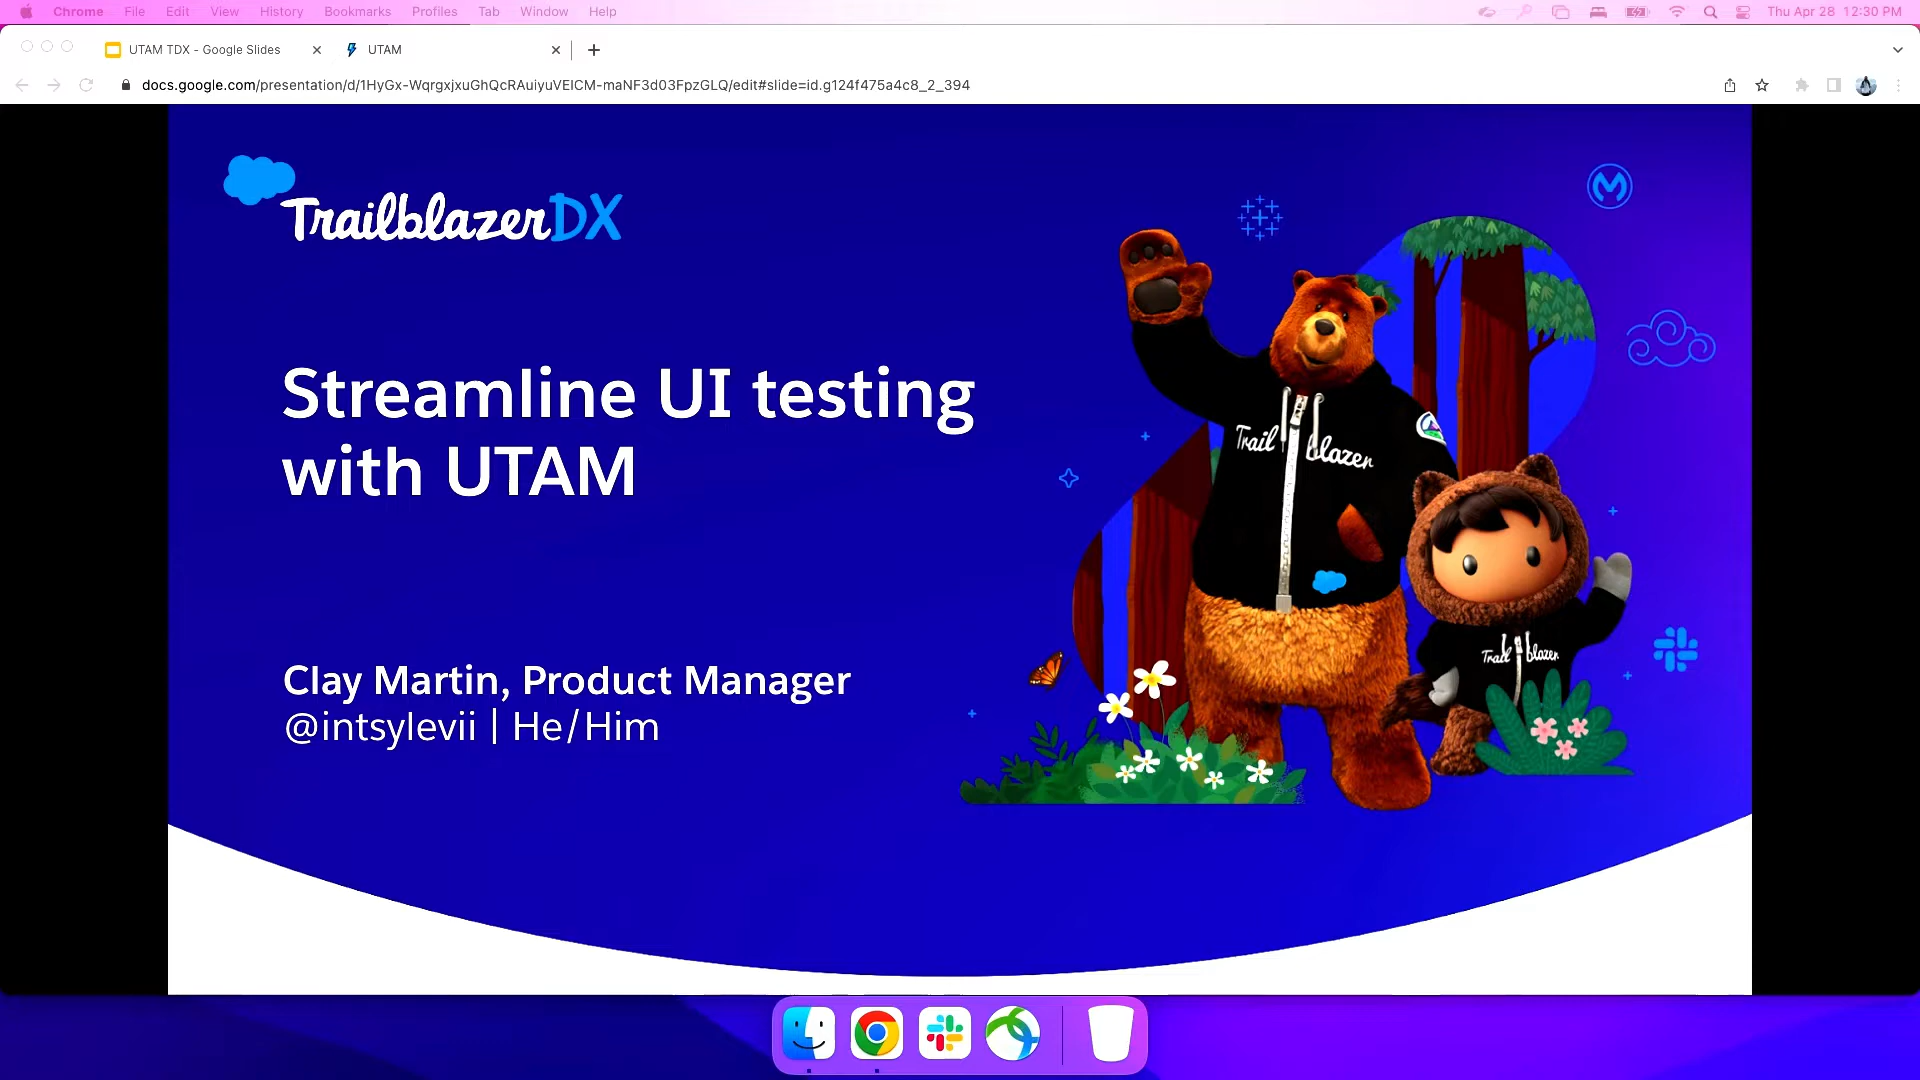 Chrome File Edit View History Bookmarks Profiles Tab Window Help Thu Apr 28 12:30 PM
UTAM TDX - Google Slides UTAM
docs.google.com/presentation/d/1HyGx-WqrgxjxuGhQcRAuiyuVEICM-maNF3d03FpzGLQ/edit#slide=id.g124f475a4c8_2_394
TrailblazerDX
Streamline UI testing
with UTAM
Clay Martin, Product Manager
@intsylevii | He/Him
Trail blazer
Trail blazer